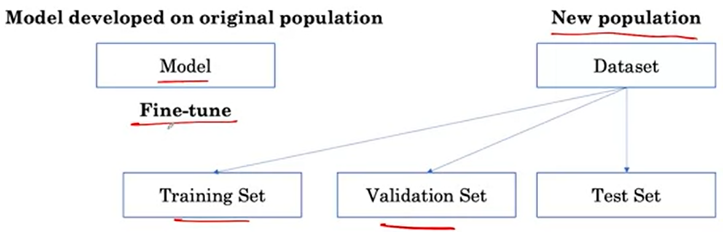 Model developed on original population
New population
Model
Dataset
Fine-tune
Training Set
Validation Set
Test Set